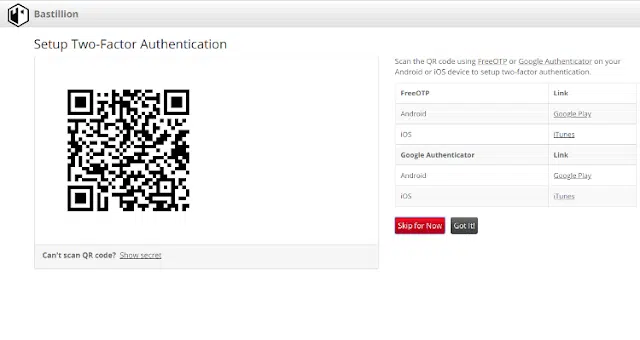 Bastillion
Setup Two-Factor Authentication
Scan the QR code using FreeOTP or Google Authenticator on your
Android or iOS device to setup two-factor authentication.
FreeOTP Link
Android Google Play
iOS iTunes
Google Authenticator Link
Android Google Play
iOS iTunes
Skip for Now Got It!
Can't scan QR code? Show secret